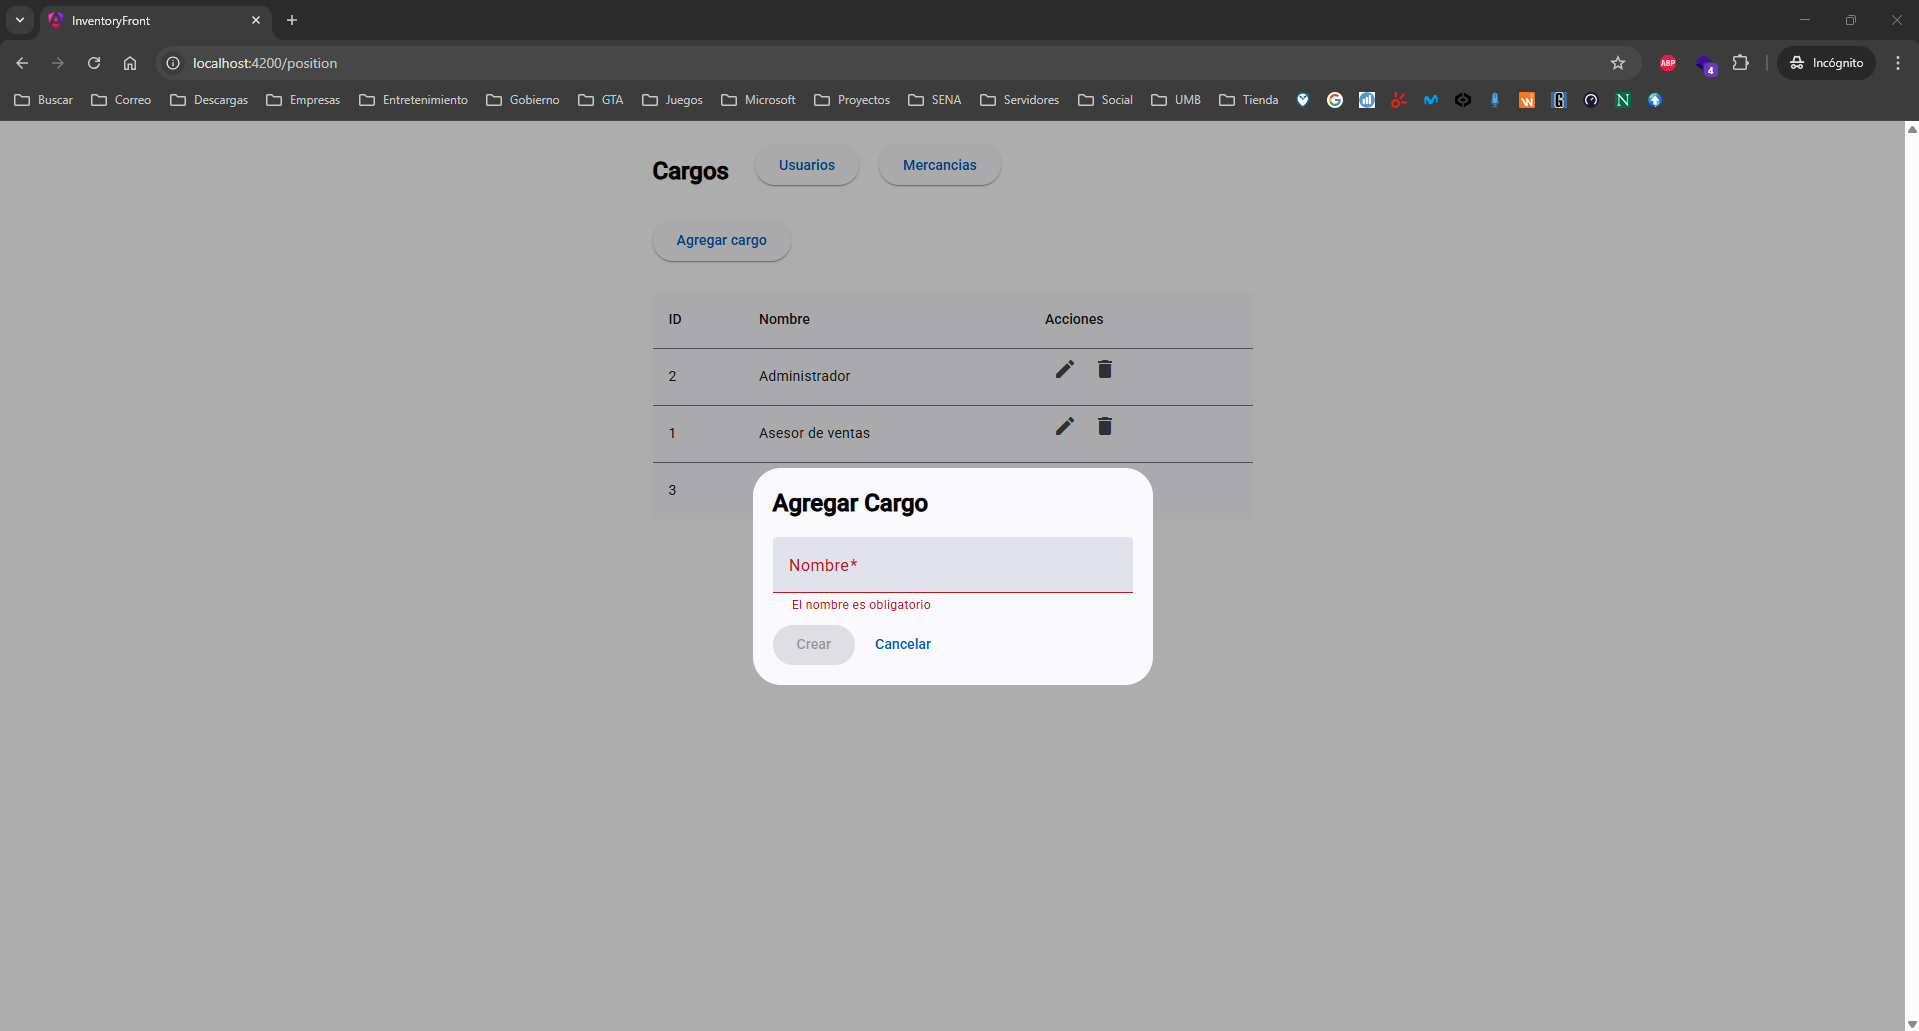 InventoryFront
localhost:4200/position
ABP
4
Incógnito
Buscar Correo Descargas Empresas Entretenimiento Gobierno GTA Juegos Microsoft Proyectos SENA Servidores Social UMB Tienda
Cargos Usuarios Mercancias
Agregar cargo
ID Nombre Acciones
2 Administrador
1 Asesor de ventas
3
Agregar Cargo
Nombre*
El nombre es obligatorio
Crear Cancelar